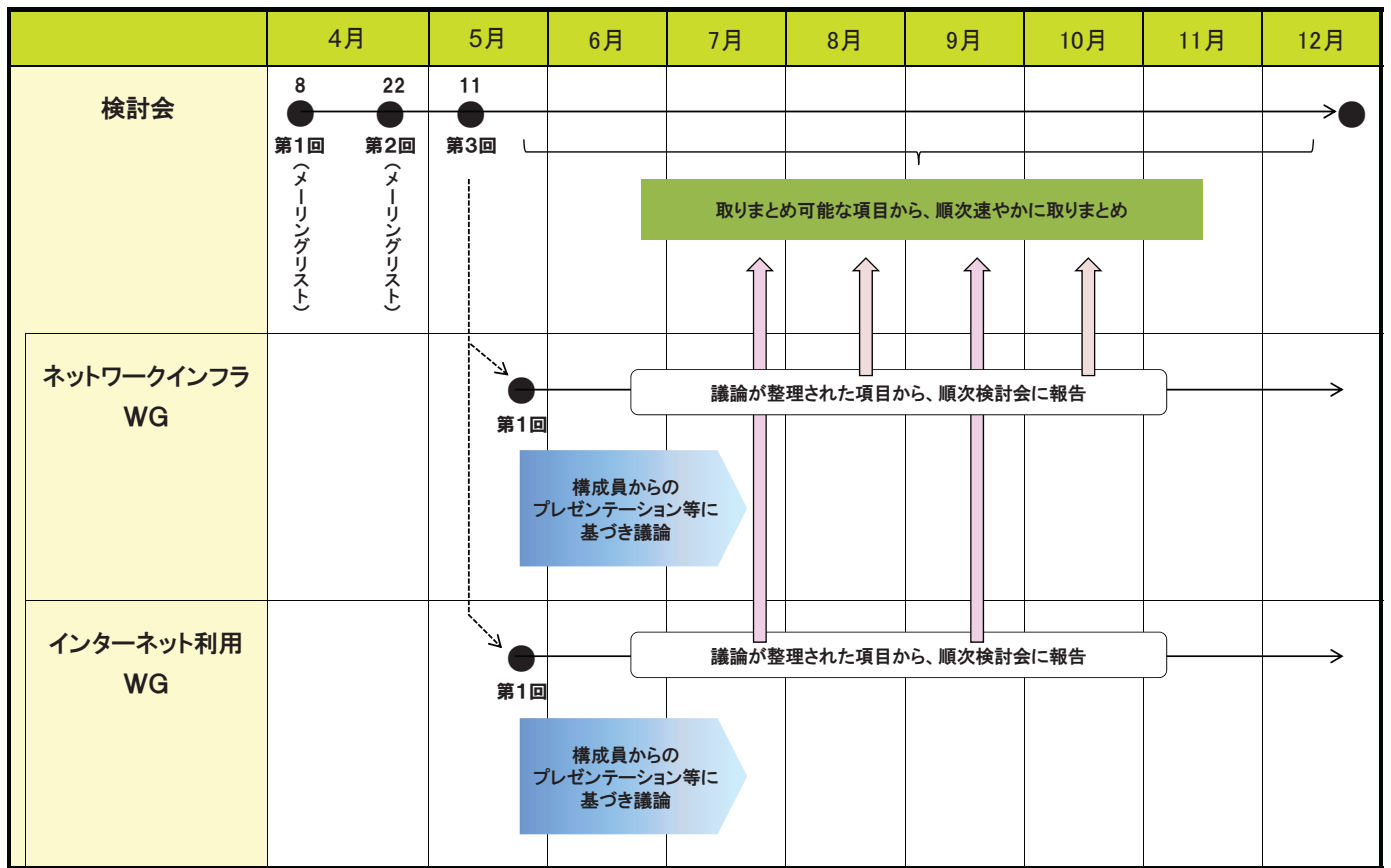 4月
5月
6月
7月
8月
9月
10月
11月
12月
検討会
8
22
11
第1回
第2回
第3回
（メーリングリスト）
（メーリングリスト）
取りまとめ可能な項目から、順次速やかに取りまとめ
ネットワークインフラ
WG
議論が整理された項目から、順次検討会に報告
第1回
構成員からの
プレゼンテーション等に
基づき議論
インターネット利用
WG
議論が整理された項目から、順次検討会に報告
第1回
構成員からの
プレゼンテーション等に
基づき議論